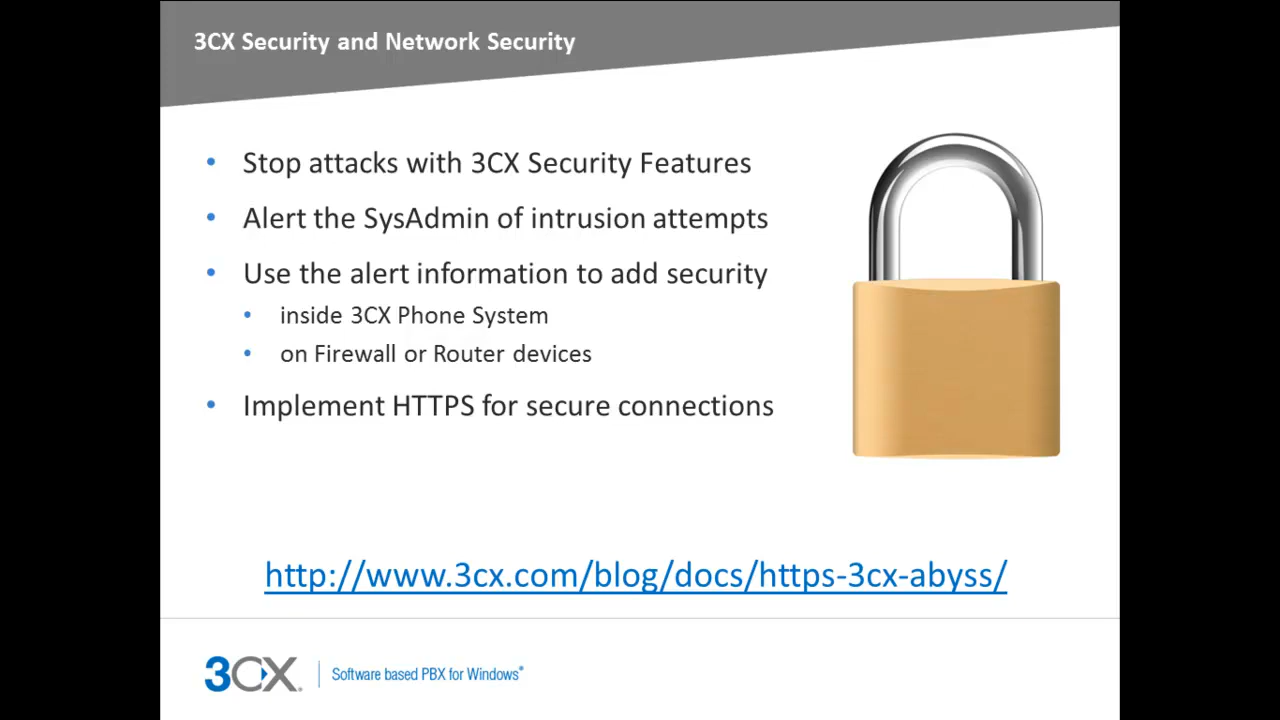 3CX Security and Network Security
• Stop attacks with 3CX Security Features
• Alert the SysAdmin of intrusion attempts
• Use the alert information to add security
• inside 3CX Phone System
• on Firewall or Router devices
• Implement HTTPS for secure connections
http://www.3cx.com/blog/docs/https-3cx-abyss/
3CX® Software based PBX for Windows®